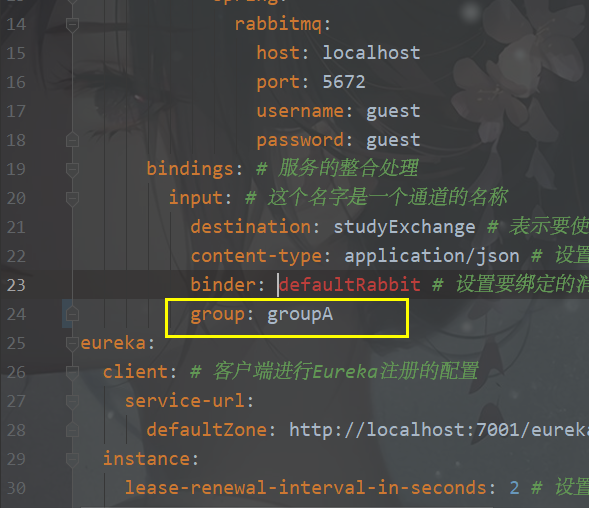 spring:
14 rabbitmq:
15 host: localhost
16 port: 5672
17 username: guest
18 password: guest
19 bindings: # 服务的整合处理
20 input: # 这个名字是一个通道的名称
21 destination: studyExchange # 表示要使
22 content-type: application/json # 设置
23 binder: defaultRabbit # 设置要绑定的消
24 group: groupA
25 eureka:
26 client: # 客户端进行Eureka注册的配置
27 service-url:
28 defaultZone: http://localhost:7001/eureka
29 instance:
30 lease-renewal-interval-in-seconds: 2 # 设置